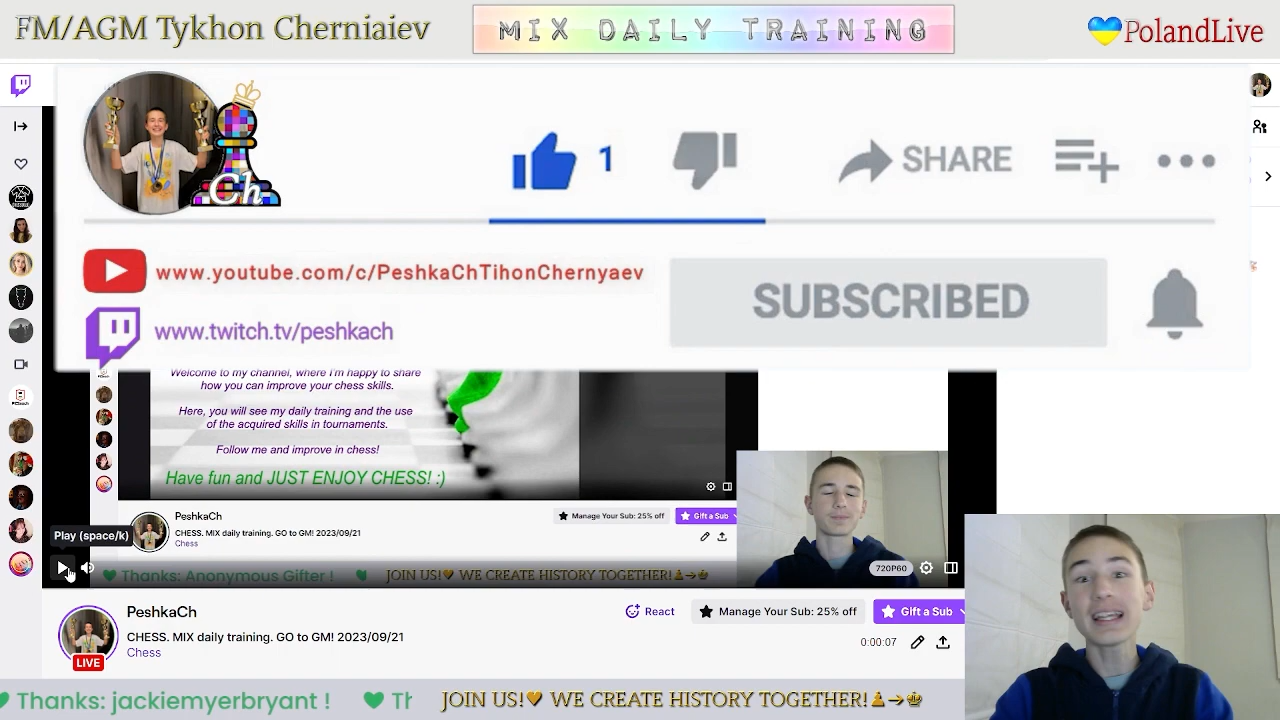 FM/AGM Tykhon Cherniaiev
MIX DAILY TRAINING
PolandLive
Ch
1
SHARE
www.youtube.com/c/PeshkaChTihonChernyaev
SUBSCRIBED
www.twitch.tv/peshkach
Welcome to my channel, where I'm happy to share
how you can improve your chess skills.
Here, you will see my daily training and the use
of the acquired skills in tournaments.
Follow me and improve in chess!
Have fun and JUST ENJOY CHESS! :)
PeshkaCh
Manage Your Sub: 25% off
Gift a Sub
CHESS. MIX daily training. GO to GM! 2023/09/21
Chess
Play (space/k)
Thanks: Anonymous Gifter !
JOIN US! WE CREATE HISTORY TOGETHER!
720P60
PeshkaCh
React
Manage Your Sub: 25% off
Gift a Sub
CHESS. MIX daily training. GO to GM! 2023/09/21
0:00:07
Chess
LIVE
Thanks: jackiemyerbryant !
Th
JOIN US! WE CREATE HISTORY TOGETHER!